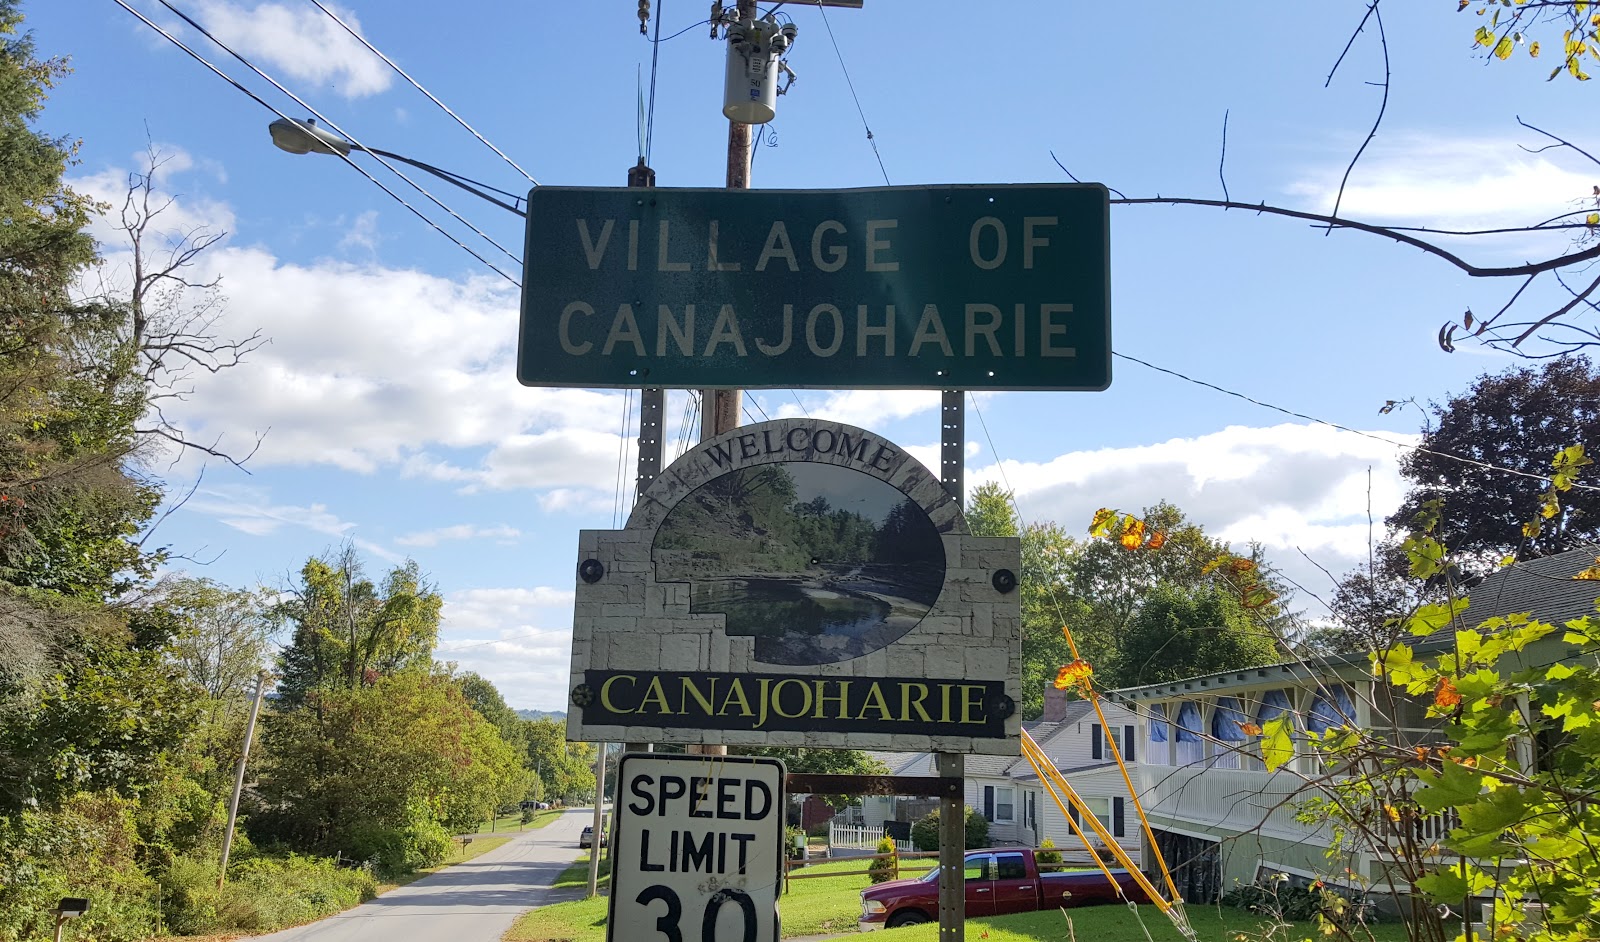 VILLAGE OF
CANAJOHARIE
WELCOME
CANAJOHARIE
SPEED
LIMIT
30